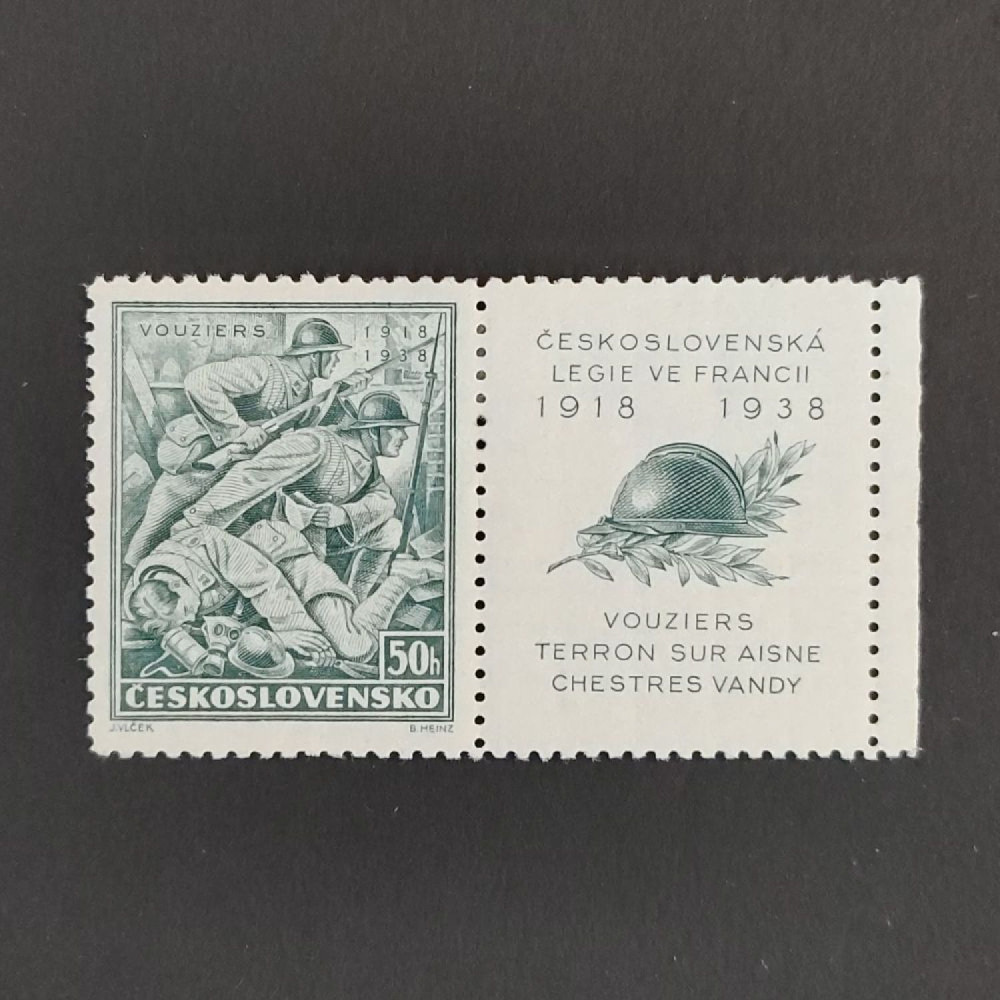 VOUZIERS 1918
1938
50h
ČESKOSLOVENSKO
J.VLČEK B.HEINZ
ČESKOSLOVENSKÁ
LEGIE VE FRANCII
1918 1938
VOUZIERS
TERRON SUR AISNE
CHESTRES VANDY